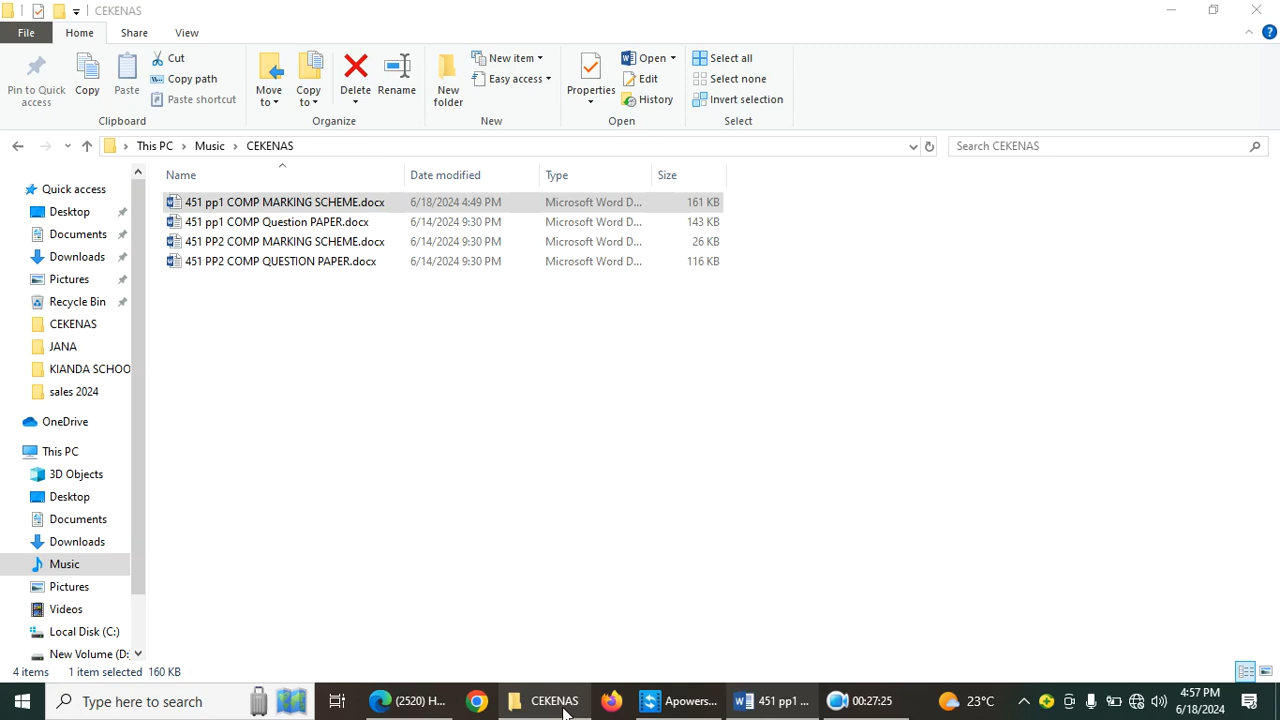 CEKENAS
File Home Share View
Pin to Quick access
Copy
Paste
Cut
Copy path
Paste shortcut
Clipboard
Move to
Copy to
Delete
Rename
Organize
New folder
New item
Easy access
New
Properties
Open
Edit
History
Open
Select all
Select none
Invert selection
Select
This PC Music CEKENAS
Search CEKENAS
Name Date modified Type Size
451 pp1 COMP MARKING SCHEME.docx 6/18/2024 4:49 PM Microsoft Word D... 161 KB
451 pp1 COMP Question PAPER.docx 6/14/2024 9:30 PM Microsoft Word D... 143 KB
451 PP2 COMP MARKING SCHEME.docx 6/14/2024 9:30 PM Microsoft Word D... 26 KB
451 PP2 COMP QUESTION PAPER.docx 6/14/2024 9:30 PM Microsoft Word D... 116 KB
Quick access
Desktop
Documents
Downloads
Pictures
Recycle Bin
CEKENAS
JANA
KIANDA SCHOO
sales 2024
OneDrive
This PC
3D Objects
Desktop
Documents
Downloads
Music
Pictures
Videos
Local Disk (C:)
New Volume (D:
4 items 1 item selected 160 KB
Type here to search
(2520) H...
CEKENAS
Apowers...
451 pp1 ...
00:27:25
23°C
4:57 PM
6/18/2024